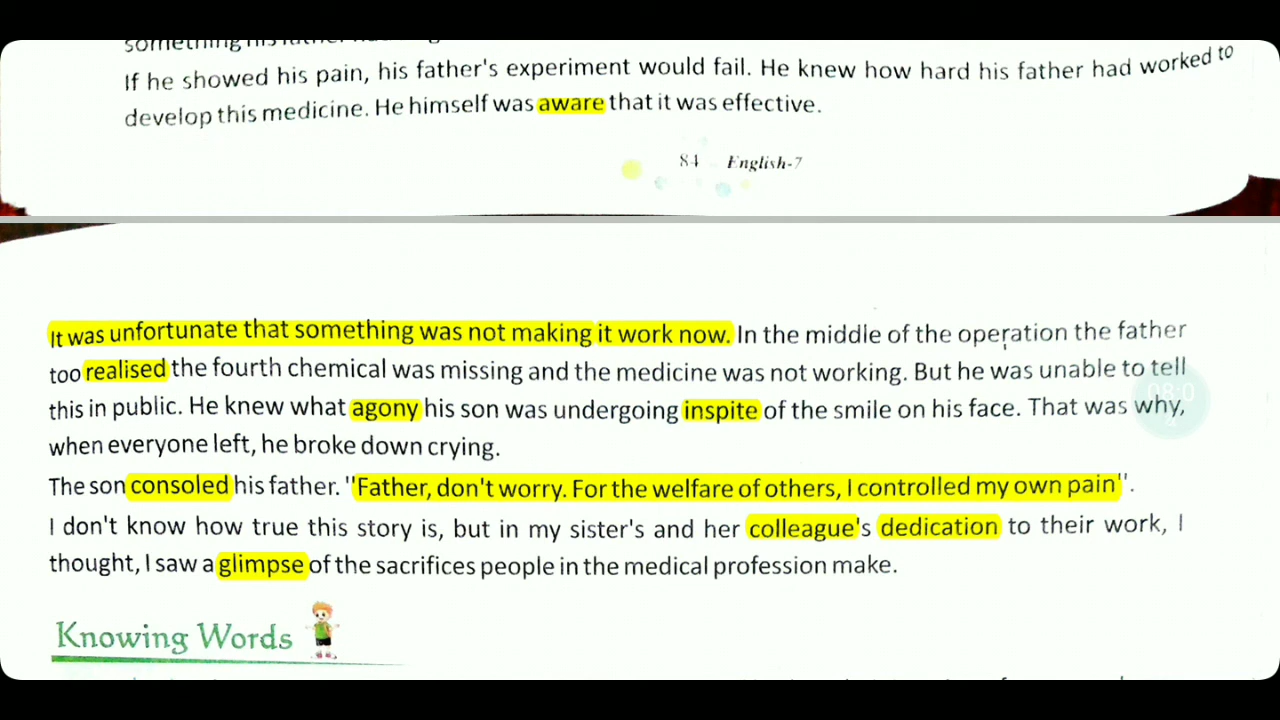 something his father
If he showed his pain, his father's experiment would fail. He knew how hard his father had worked to
develop this medicine. He himself was aware that it was effective.
84 English-7
It was unfortunate that something was not making it work now. In the middle of the operation the father
too realised the fourth chemical was missing and the medicine was not working. But he was unable to tell
this in public. He knew what agony his son was undergoing inspite of the smile on his face. That was why,
when everyone left, he broke down crying.
The son consoled his father. "Father, don't worry. For the welfare of others, I controlled my own pain".
I don't know how true this story is, but in my sister's and her colleague's dedication to their work, I
thought, I saw a glimpse of the sacrifices people in the medical profession make.
Knowing Words